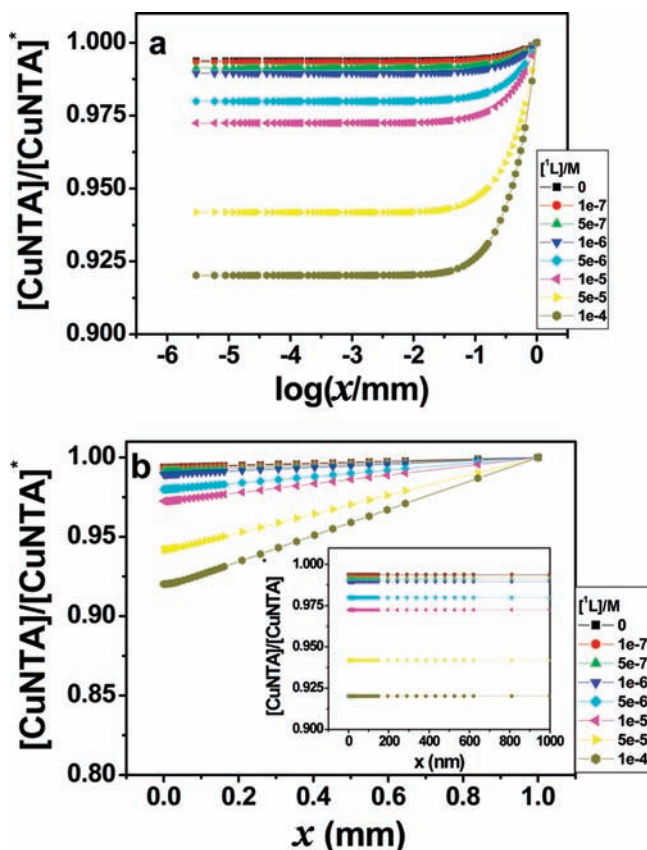 a
[CuNTA]/[CuNTA]*
1.000
0.975
0.950
0.925
0.900
-6 -5 -4 -3 -2 -1 0
log(x/mm)
[¹L]/M
0
1e-7
5e-7
1e-6
5e-6
1e-5
5e-5
1e-4
b
[CuNTA]/[CuNTA]*
1.00
0.95
0.90
0.85
0.80
0.0 0.2 0.4 0.6 0.8 1.0
x (mm)
[CuNTA]/[CuNTA]
1.000
0.975
0.950
0.925
0.900
0 200 400 600 800 1000
x (nm)
[¹L]/M
0
1e-7
5e-7
1e-6
5e-6
1e-5
5e-5
1e-4